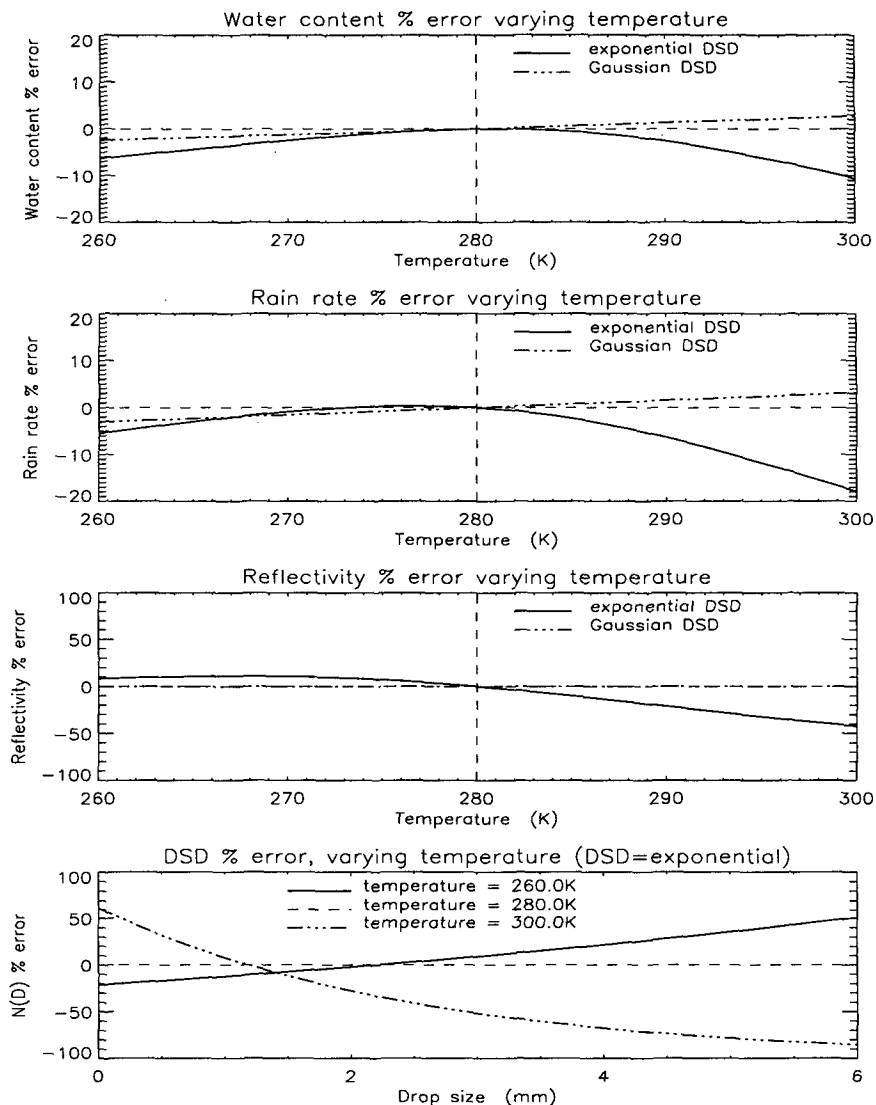 Water content % error varying temperature
20
10
0
-10
-20
Water content % error
exponential DSD
Gaussian DSD
260 270 280 290 300
Temperature (K)
Rain rate % error varying temperature
20
10
0
-10
-20
Rain rate % error
exponential DSD
Gaussian DSD
260 270 280 290 300
Temperature (K)
Reflectivity % error varying temperature
100
50
0
-50
-100
Reflectivity % error
exponential DSD
Gaussian DSD
260 270 280 290 300
Temperature (K)
DSD % error, varying temperature (DSD=exponential)
100
50
0
-50
-100
N(D) % error
temperature = 260.0K
temperature = 280.0K
temperature = 300.0K
0 2 4 6
Drop size (mm)